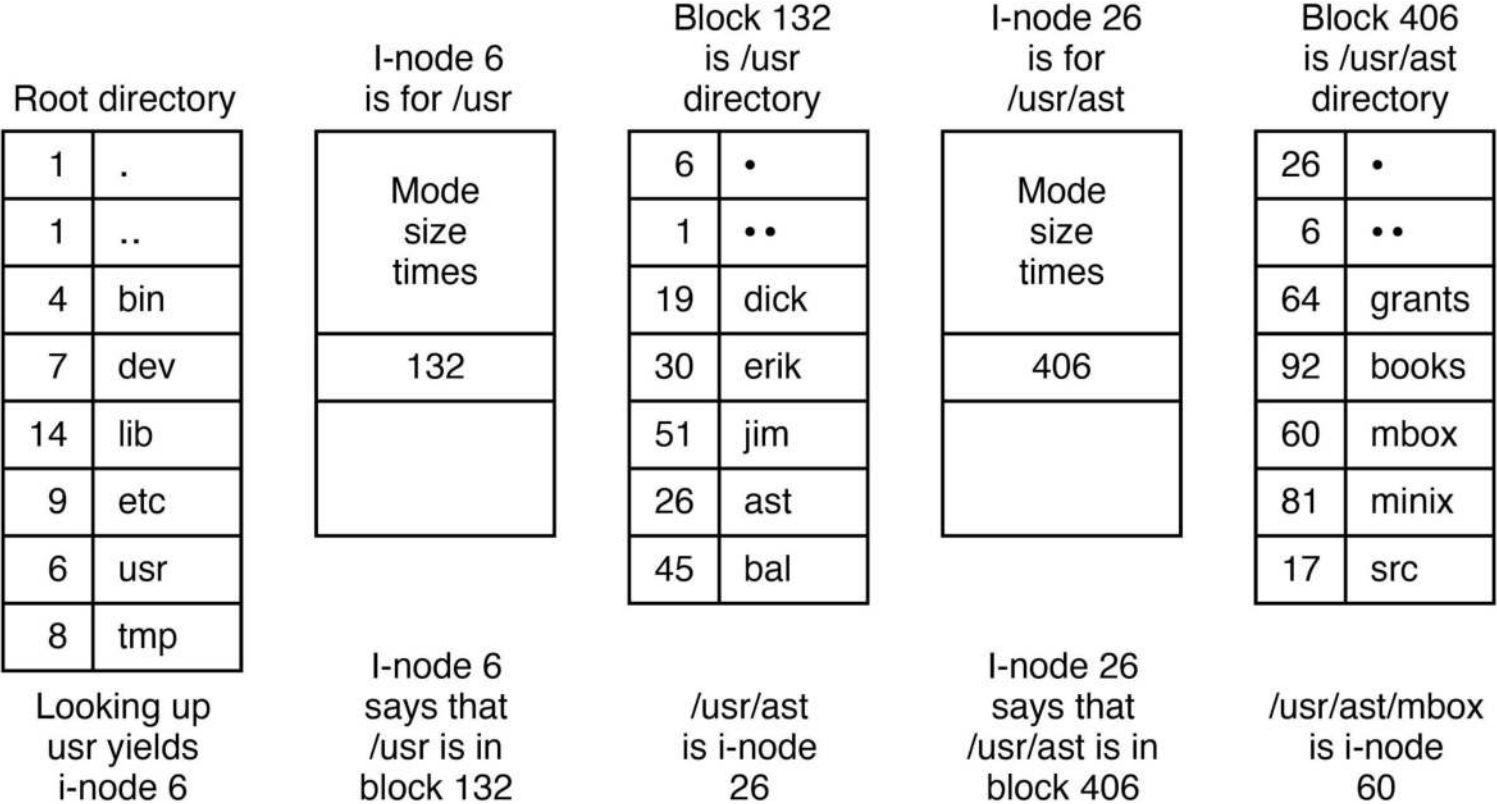 Root directory
1 .
1 ..
4 bin
7 dev
14 lib
9 etc
6 usr
8 tmp
Looking up
usr yields
i-node 6
I-node 6
is for /usr
Mode
size
times
132
I-node 6
says that
/usr is in
block 132
Block 132
is /usr
directory
6 •
1 ••
19 dick
30 erik
51 jim
26 ast
45 bal
/usr/ast
is i-node
26
I-node 26
is for
/usr/ast
Mode
size
times
406
I-node 26
says that
/usr/ast is in
block 406
Block 406
is /usr/ast
directory
26 •
6 ••
64 grants
92 books
60 mbox
81 minix
17 src
/usr/ast/mbox
is i-node
60